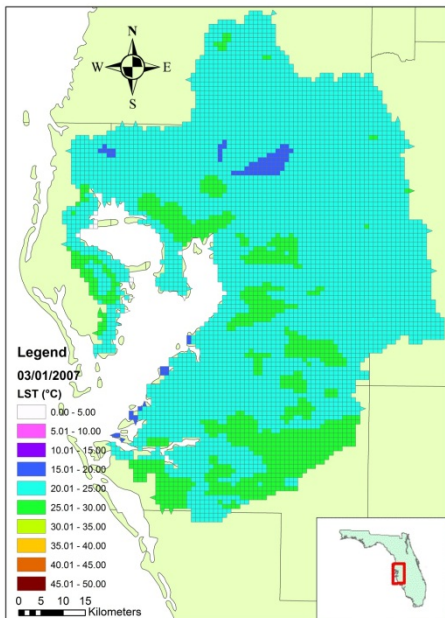 N
W E
S
Legend
03/01/2007
LST (°C)
0.00 - 5.00
5.01 - 10.00
10.01 - 15.00
15.01 - 20.00
20.01 - 25.00
25.01 - 30.00
30.01 - 35.00
35.01 - 40.00
40.01 - 45.00
45.01 - 50.00
0 5 10 15
Kilometers